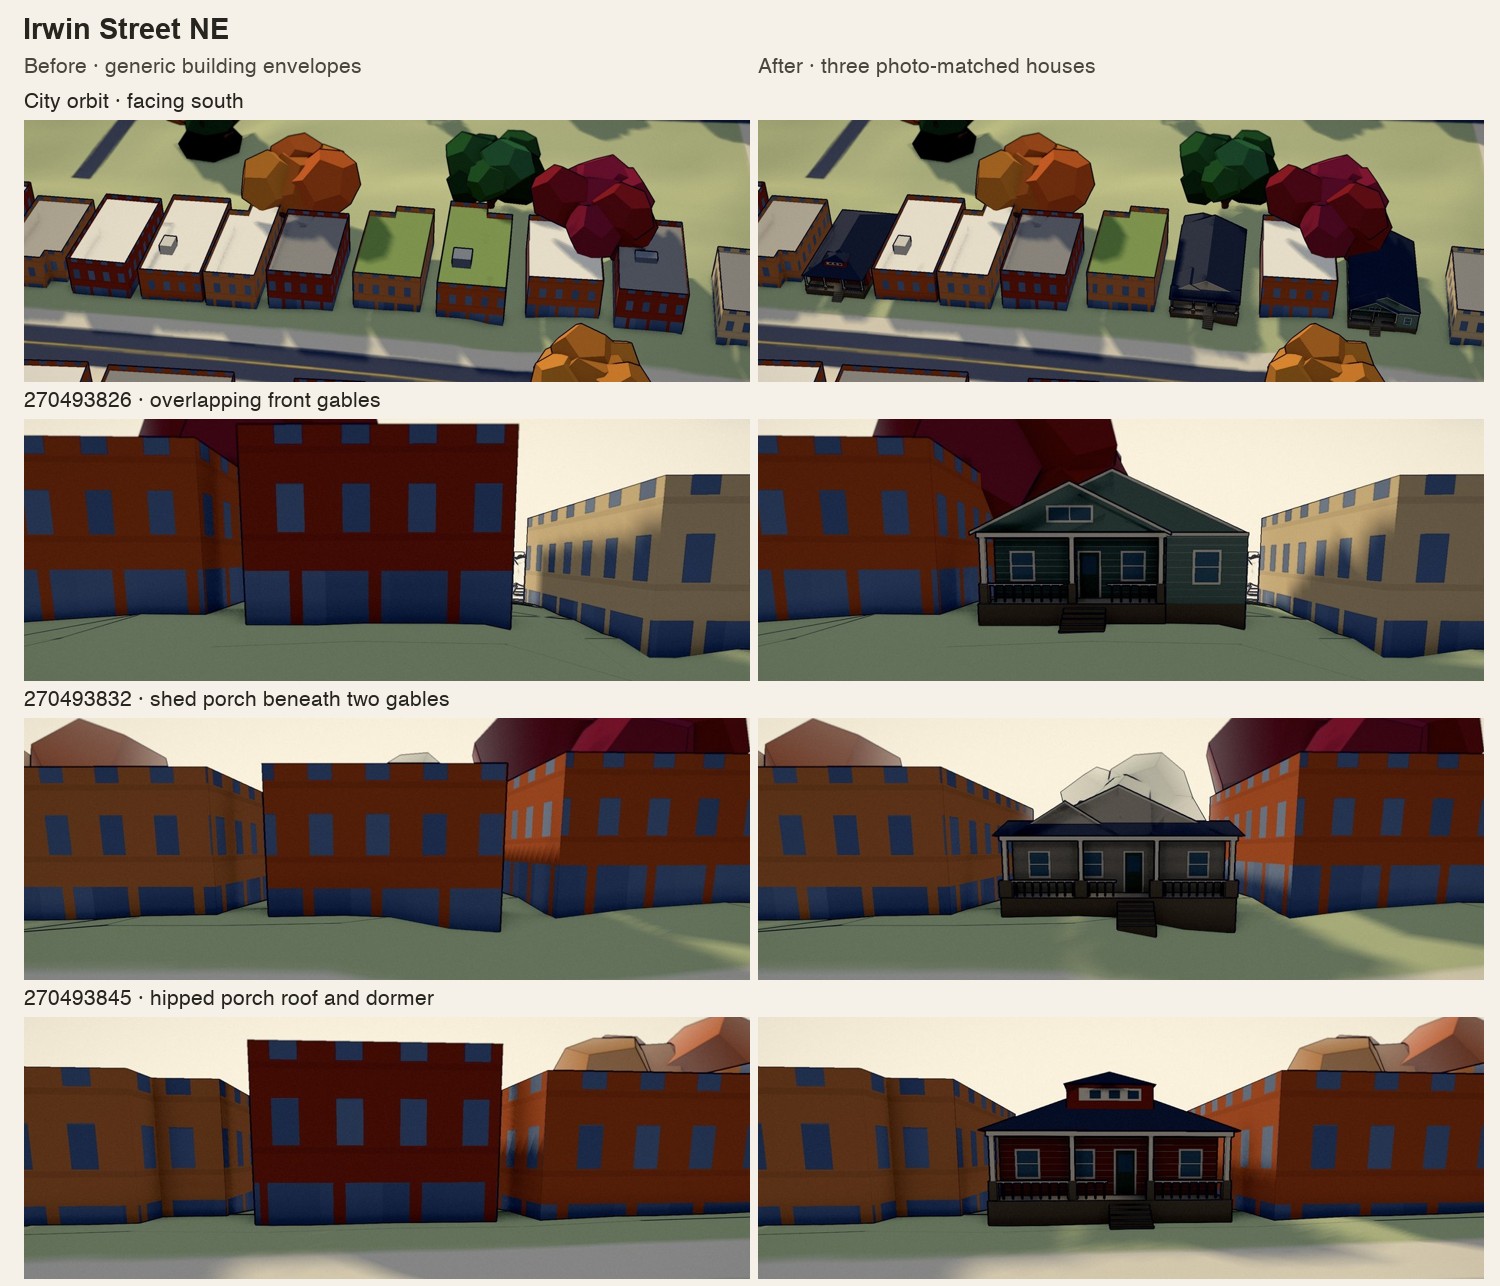 Irwin Street NE
Before · generic building envelopes
After · three photo-matched houses
City orbit · facing south
270493826 · overlapping front gables
270493832 · shed porch beneath two gables
270493845 · hipped porch roof and dormer